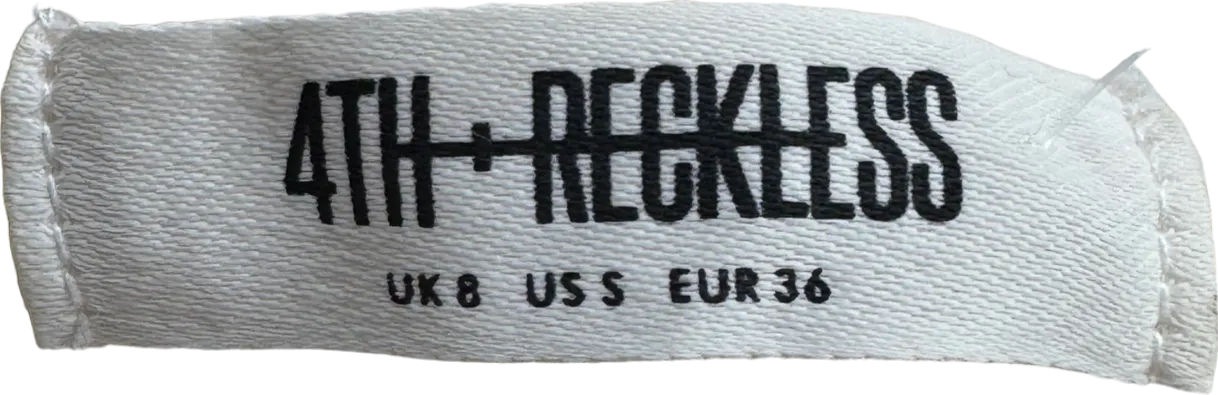 4TH + RECKLESS
UK 8 US S EUR 36